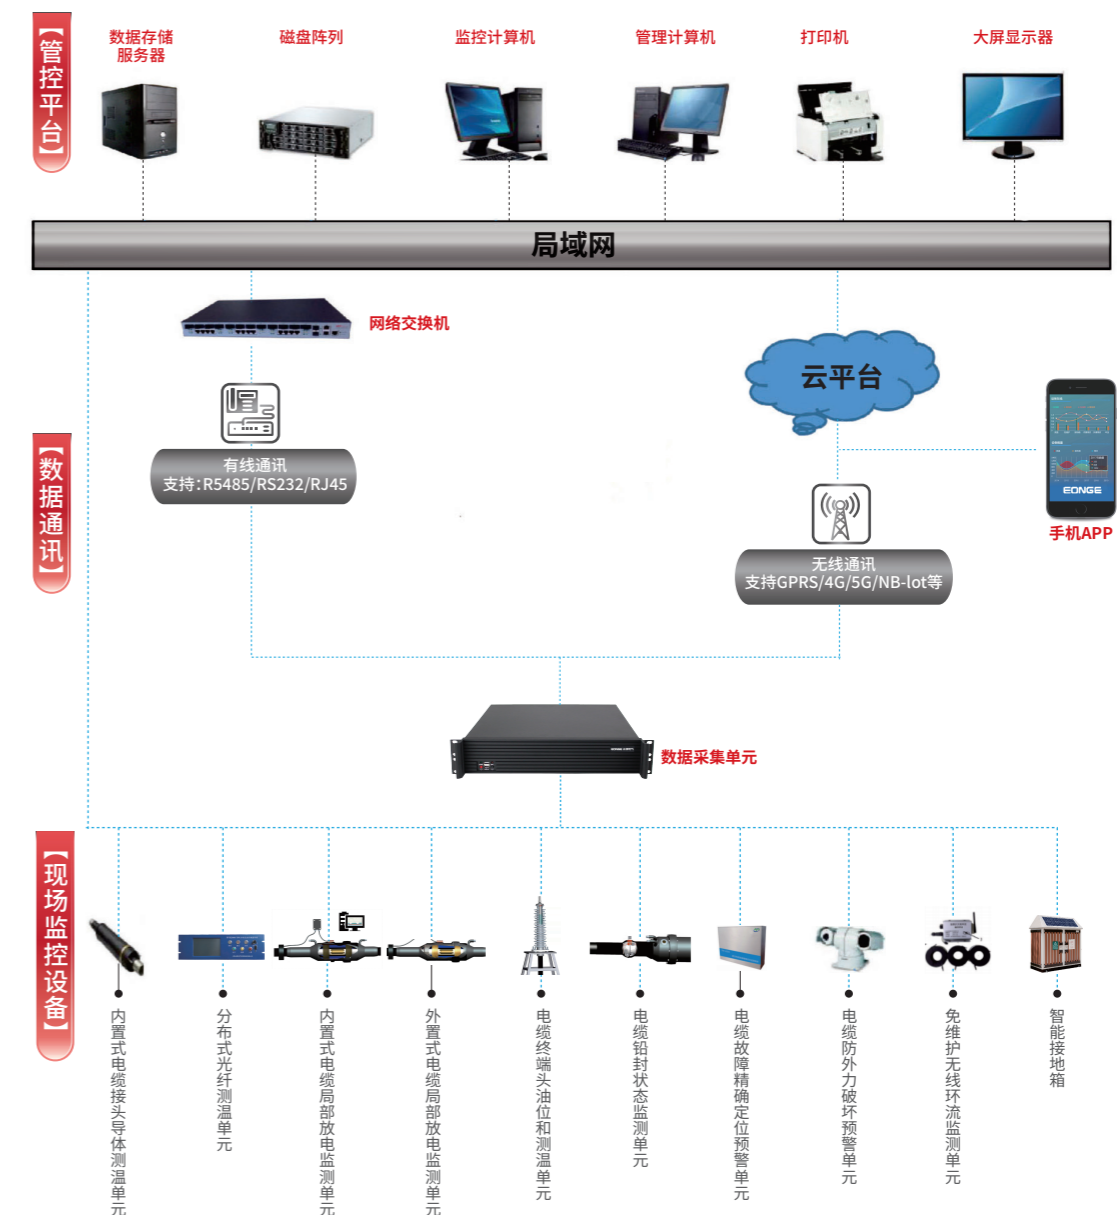 【管控平台】
数据存储
服务器
磁盘阵列
监控计算机
管理计算机
打印机
大屏显示器
局域网
网络交换机
云平台
【数据通讯】
有线通讯
支持:R5485/RS232/RJ45
EONGE
手机APP
无线通讯
支持GPRS/4G/5G/NB-lot等
数据采集单元
【现场监控设备】
内置式电缆接头导体测温单元
分布式光纤测温单元
内置式电缆局部放电监测单元
外置式电缆局部放电监测单元
电缆终端头油位和测温单元
电缆铅封状态监测单元
电缆故障精确定位预警单元
电缆防外力破坏预警单元
免维护无线环流监测单元
智能接地箱